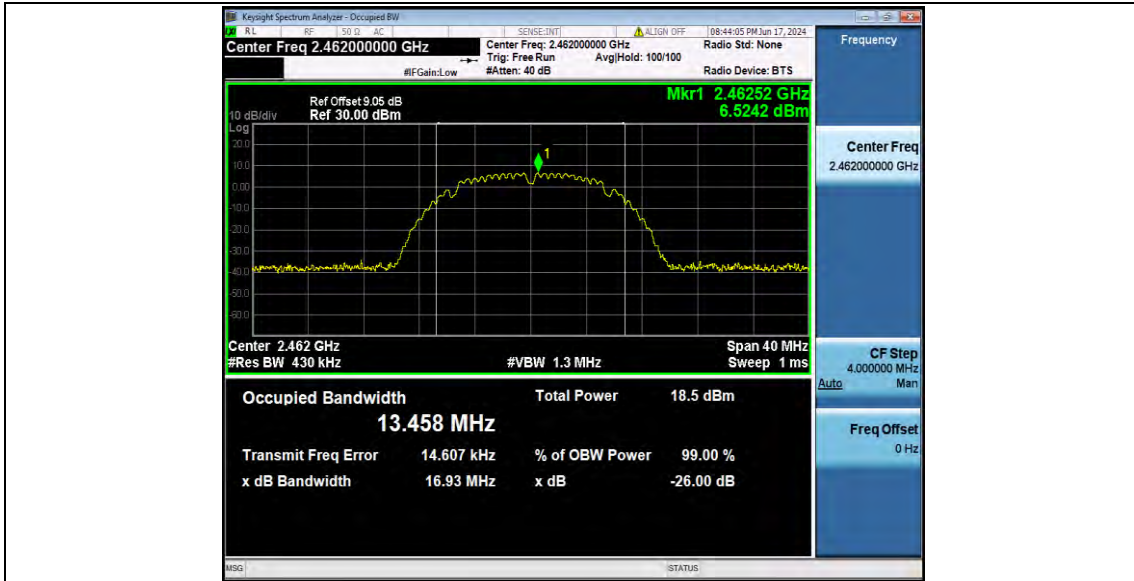 Keysight Spectrum Analyzer - Occupied BW
RL RF 50 Ω AC SENSE:INT ALIGN OFF 08:44:05 PM Jun 17, 2024
Center Freq 2.462000000 GHz
Center Freq: 2.462000000 GHz Radio Std: None
Trig: Free Run Avg|Hold: 100/100
#IFGain:Low #Atten: 40 dB Radio Device: BTS
Mkr1 2.46252 GHz
6.5242 dBm
Ref Offset 9.05 dB
10 dB/div Ref 30.00 dBm
Log
20.0
10.0
0.00
-10.0
-20.0
-30.0
-40.0
-50.0
-60.0
1
Center 2.462 GHz Span 40 MHz
#Res BW 430 kHz #VBW 1.3 MHz Sweep 1 ms
Occupied Bandwidth Total Power 18.5 dBm
13.458 MHz
Transmit Freq Error 14.607 kHz % of OBW Power 99.00 %
x dB Bandwidth 16.93 MHz x dB -26.00 dB
MSG STATUS
Frequency
Center Freq
2.462000000 GHz
CF Step
4.000000 MHz
Auto Man
Freq Offset
0 Hz